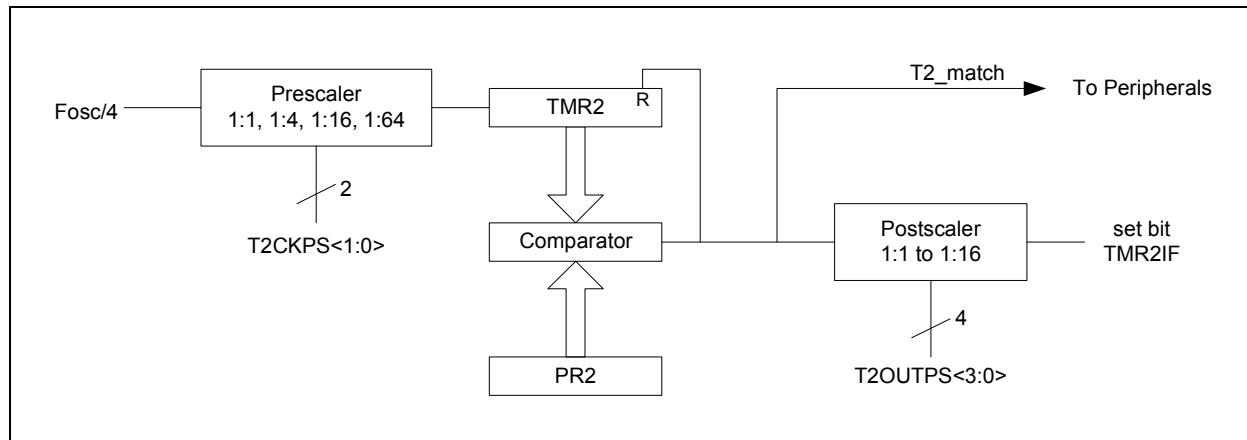 T2_match
To Peripherals
Fosc/4
Prescaler
1:1, 1:4, 1:16, 1:64
TMR2
R
2
T2CKPS<1:0>
Comparator
Postscaler
1:1 to 1:16
set bit
TMR2IF
4
T2OUTPS<3:0>
PR2